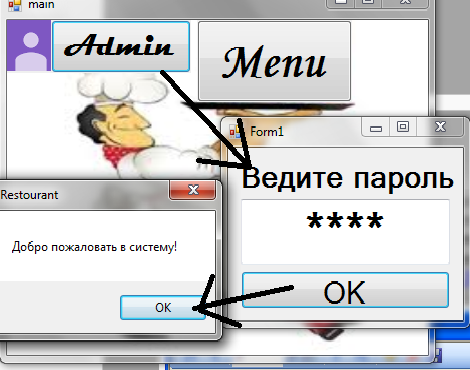 main
Admin
Menu
Form1
Ведите пароль
****
OK
Restourant
Добро пожаловать в систему!
OK